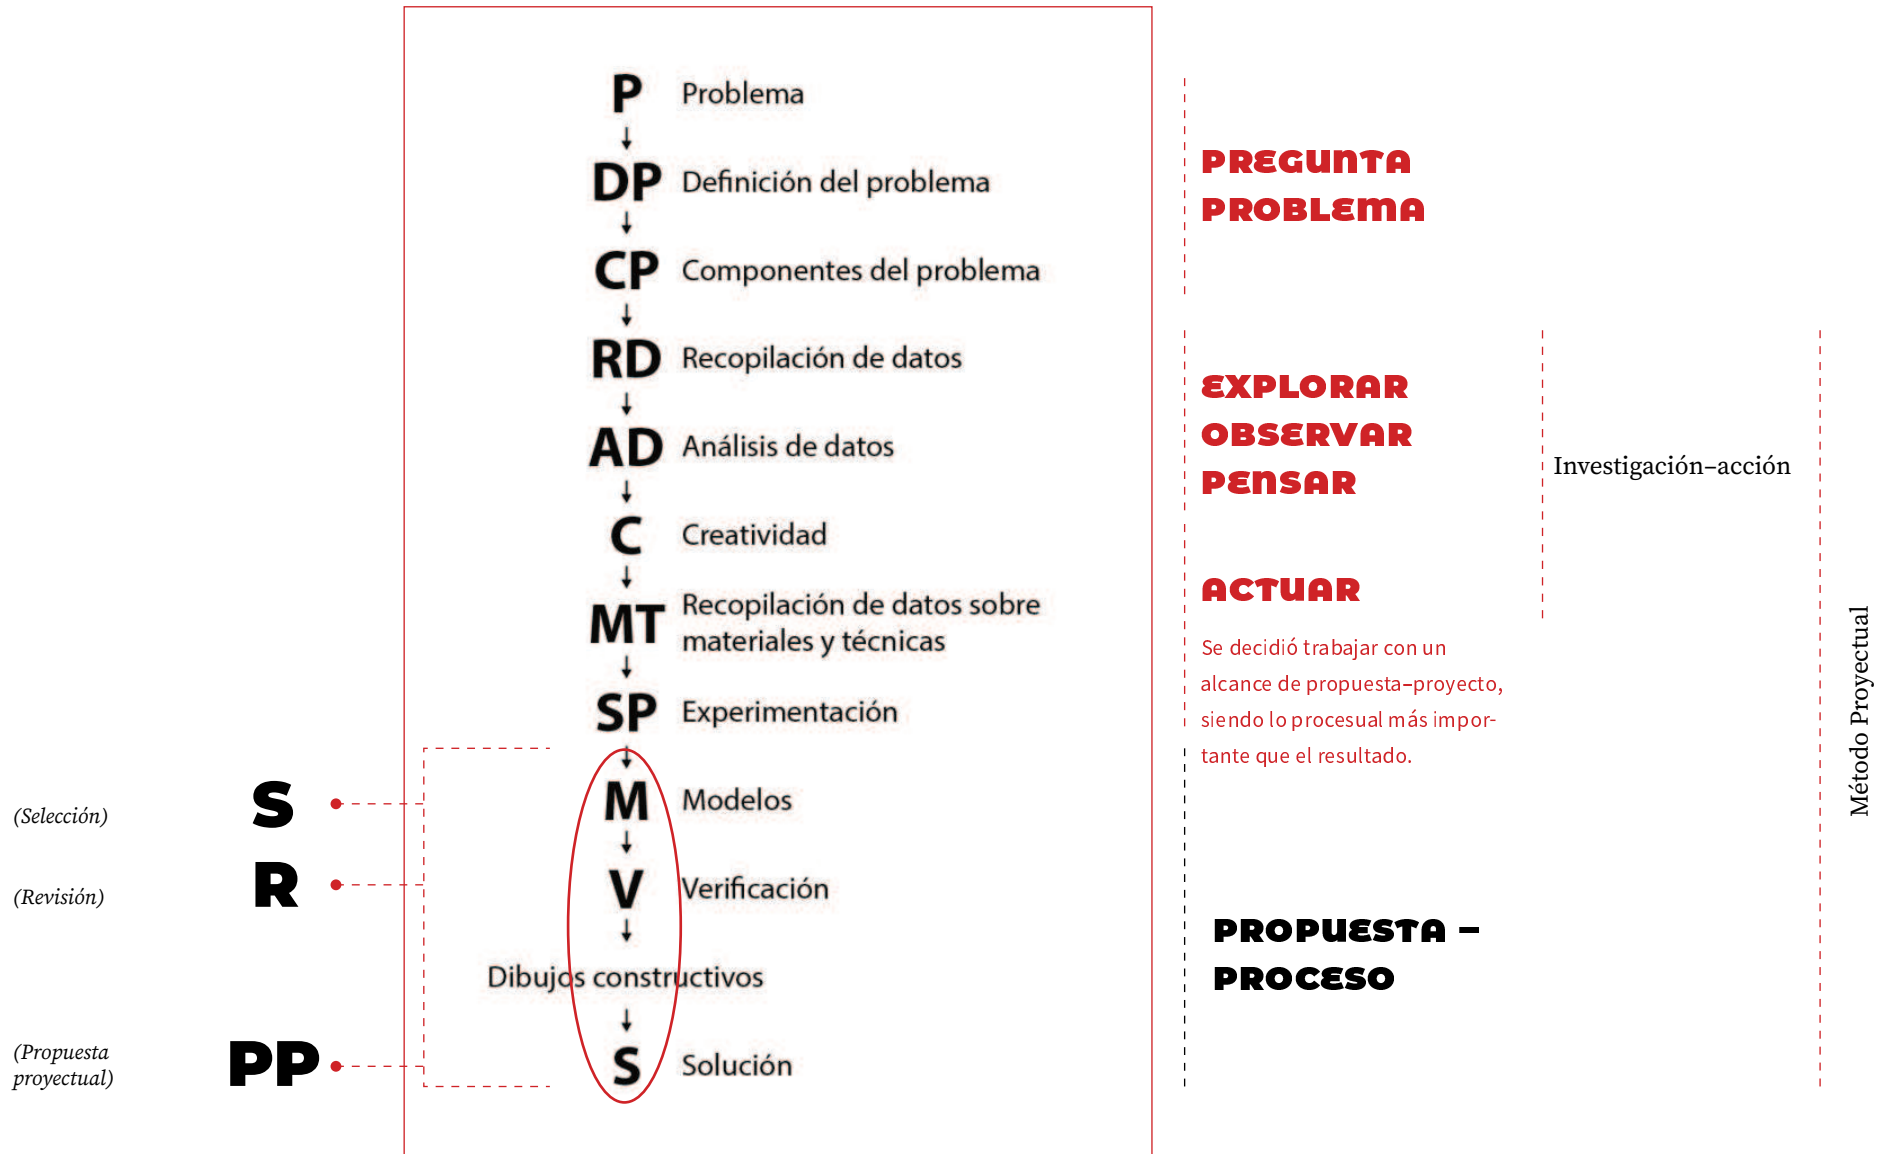 P Problema
DP Definición del problema
CP Componentes del problema
RD Recopilación de datos
AD Análisis de datos
C Creatividad
MT Recopilación de datos sobre
materiales y técnicas
SP Experimentación
M Modelos
V Verificación
Dibujos constructivos
S Solución
(Selección) S
(Revisión) R
(Propuesta
proyectual) PP
PREGUNTA
PROBLEMA
EXPLORAR
OBSERVAR
PENSAR
ACTUAR
Se decidió trabajar con un
alcance de propuesta–proyecto,
siendo lo procesual más impor-
tante que el resultado.
PROPUESTA –
PROCESO
Investigación–acción
Método Proyectual